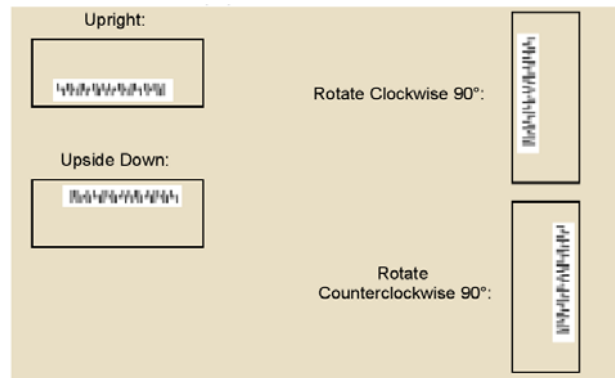 Upright:
Rotate Clockwise 90°:
Upside Down:
Rotate
Counterclockwise 90°: